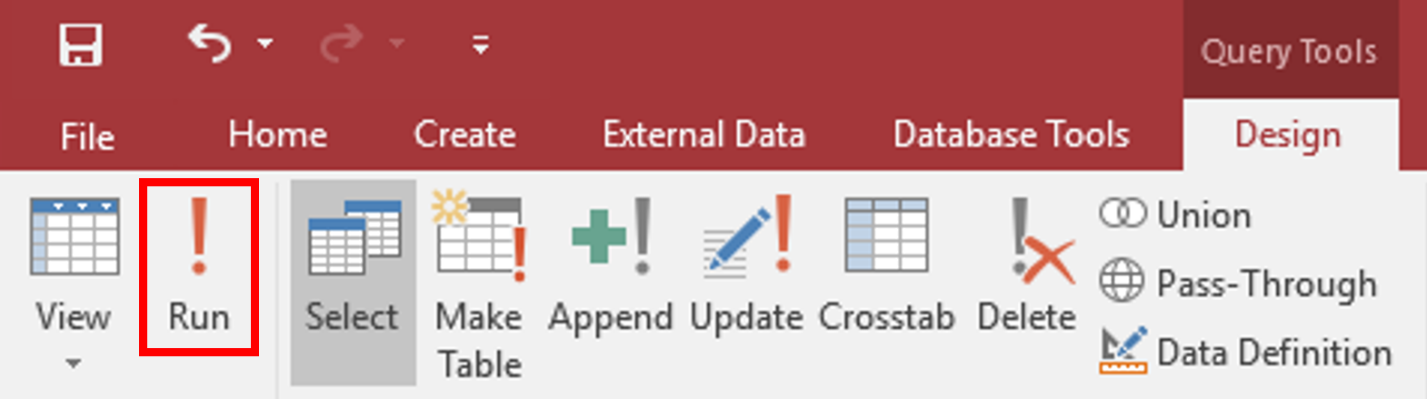 Query Tools
File
Home
Create
External Data
Database Tools
Design
View
Run
Select
Make
Table
Append
Update
Crosstab
Delete
Union
Pass-Through
Data Definition